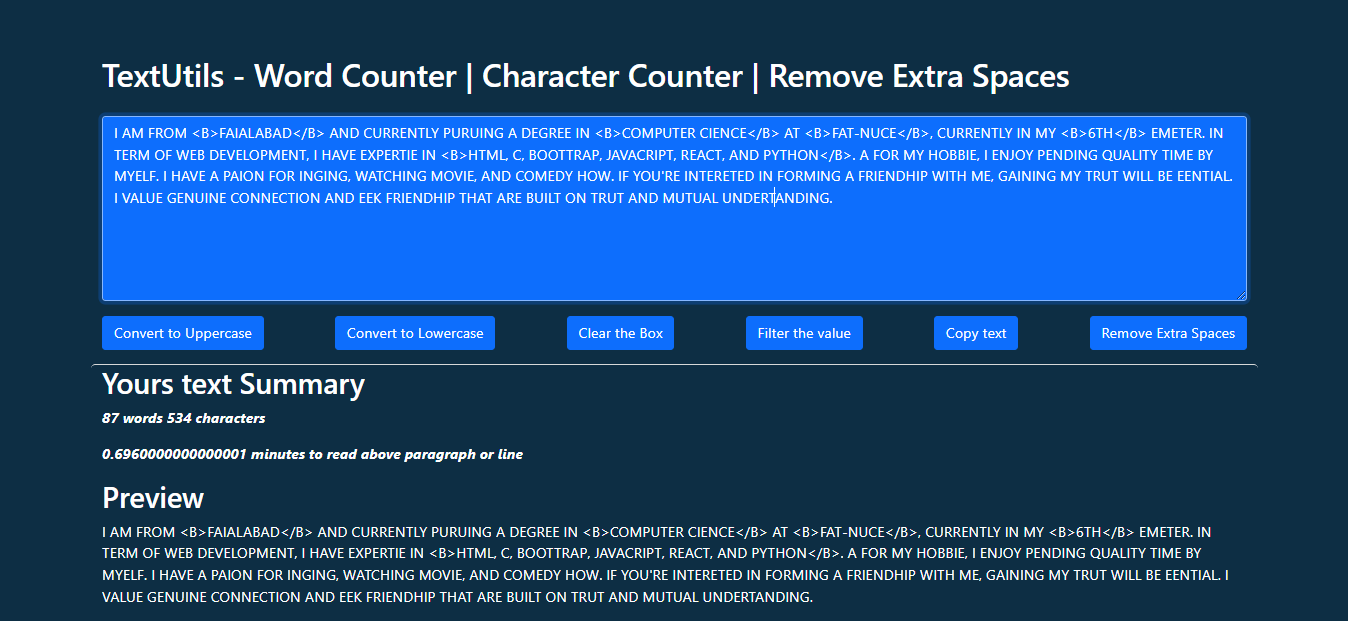 TextUtils - Word Counter | Character Counter | Remove Extra Spaces
I AM FROM <B>FAIALABAD</B> AND CURRENTLY PURUING A DEGREE IN <B>COMPUTER CIENCE</B> AT <B>FAT-NUCE</B>, CURRENTLY IN MY <B>6TH</B> EMETER. IN
TERM OF WEB DEVELOPMENT, I HAVE EXPERTIE IN <B>HTML, C, BOOTTRAP, JAVACRIPT, REACT, AND PYTHON</B>. A FOR MY HOBBIE, I ENJOY PENDING QUALITY TIME BY
MYELF. I HAVE A PAION FOR INGING, WATCHING MOVIE, AND COMEDY HOW. IF YOU'RE INTERETED IN FORMING A FRIENDHIP WITH ME, GAINING MY TRUT WILL BE EENTIAL.
I VALUE GENUINE CONNECTION AND EEK FRIENDHIP THAT ARE BUILT ON TRUT AND MUTUAL UNDERTANDING.
Convert to Uppercase Convert to Lowercase Clear the Box Filter the value Copy text Remove Extra Spaces
Yours text Summary
87 words 534 characters
0.6960000000000001 minutes to read above paragraph or line
Preview
I AM FROM <B>FAIALABAD</B> AND CURRENTLY PURUING A DEGREE IN <B>COMPUTER CIENCE</B> AT <B>FAT-NUCE</B>, CURRENTLY IN MY <B>6TH</B> EMETER. IN
TERM OF WEB DEVELOPMENT, I HAVE EXPERTIE IN <B>HTML, C, BOOTTRAP, JAVACRIPT, REACT, AND PYTHON</B>. A FOR MY HOBBIE, I ENJOY PENDING QUALITY TIME BY
MYELF. I HAVE A PAION FOR INGING, WATCHING MOVIE, AND COMEDY HOW. IF YOU'RE INTERETED IN FORMING A FRIENDHIP WITH ME, GAINING MY TRUT WILL BE EENTIAL. I
VALUE GENUINE CONNECTION AND EEK FRIENDHIP THAT ARE BUILT ON TRUT AND MUTUAL UNDERTANDING.